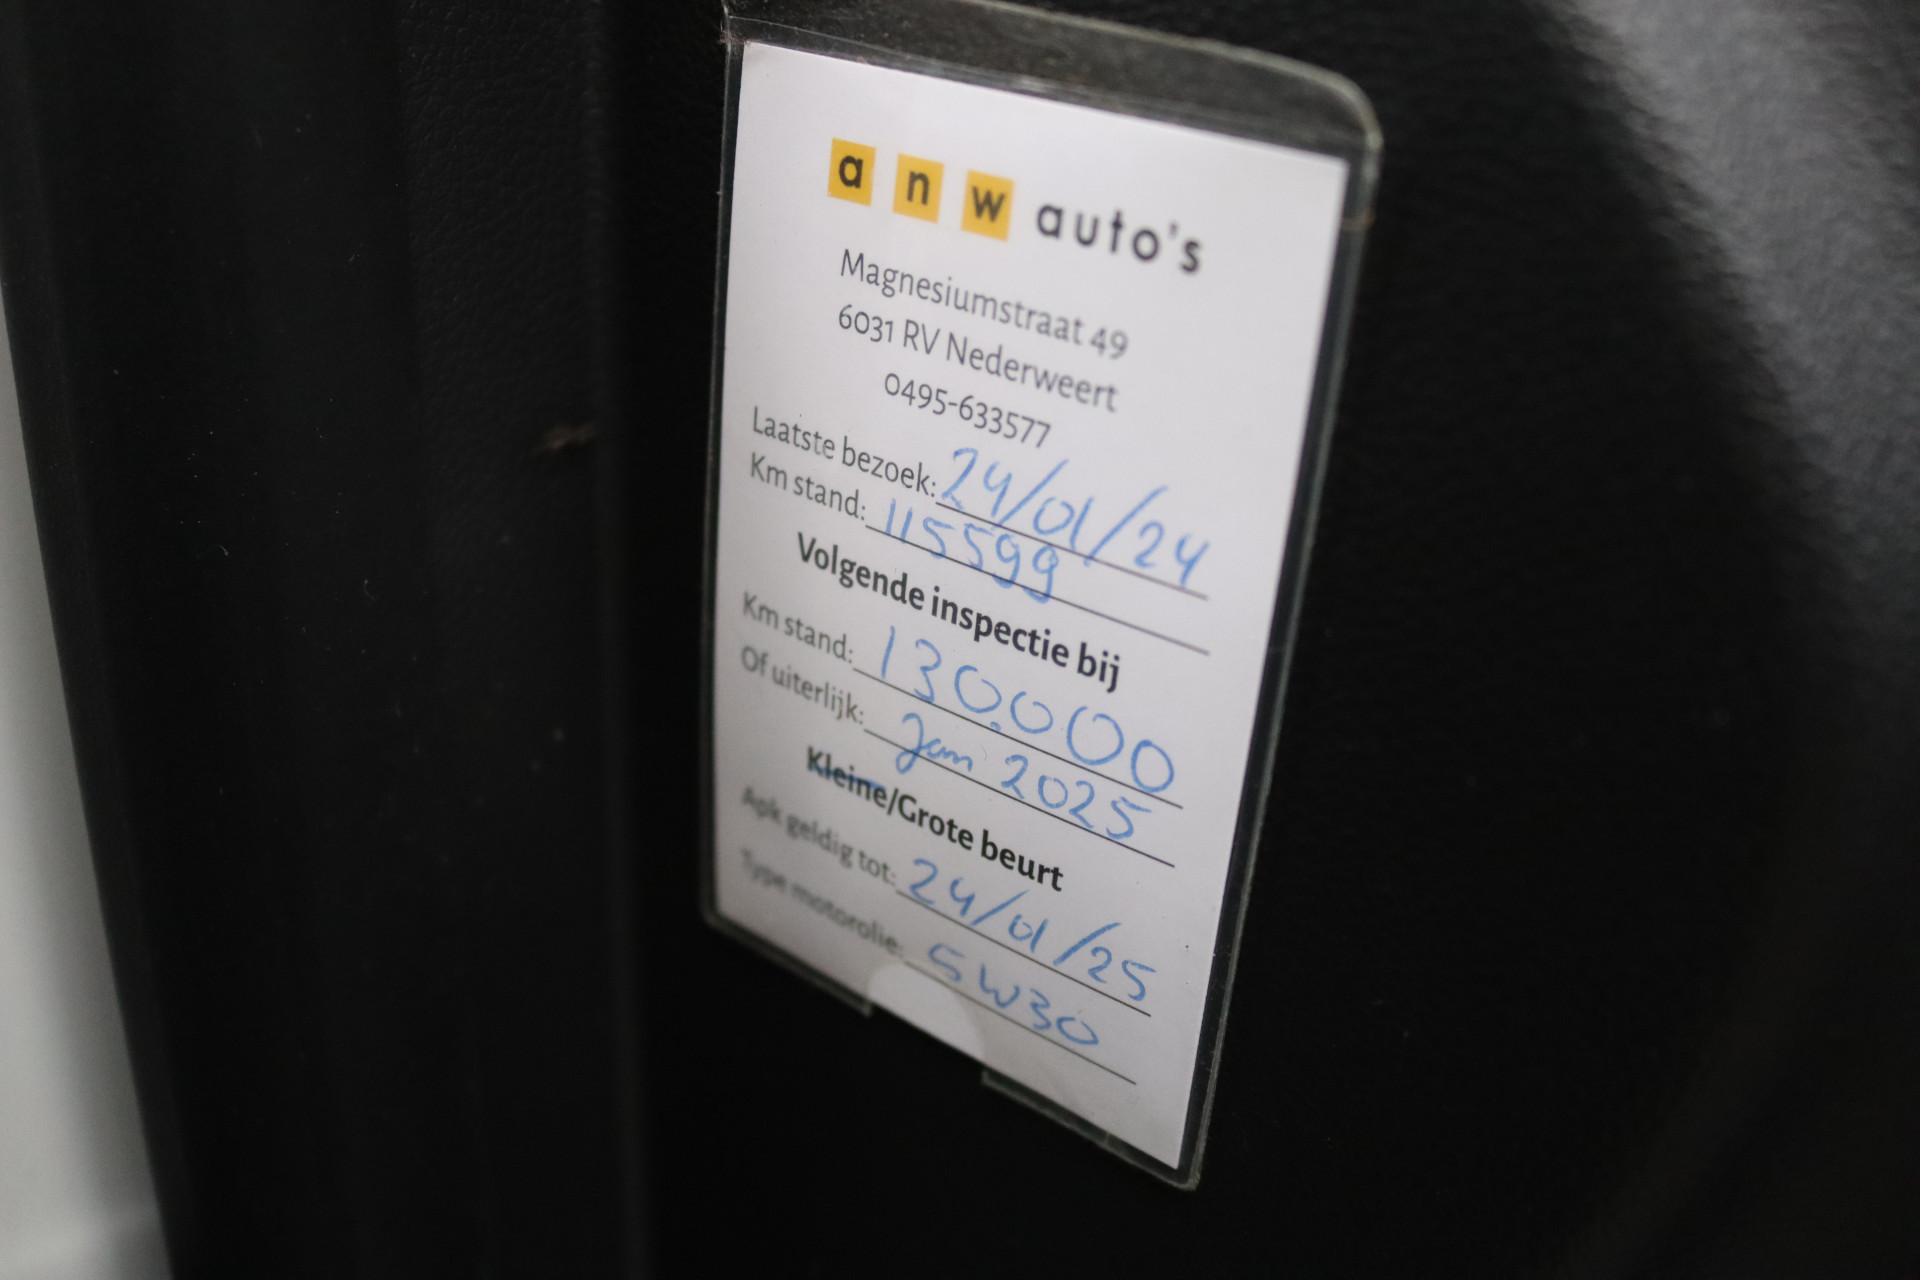 anw auto's
Magnesiumstraat 49
6031 RV Nederweert
0495-633577
Laatste bezoek: 24/01/24
Km stand: 115599
Volgende inspectie bij
Km stand: 130.000
Of uiterlijk: Jan 2025
Kleine/Grote beurt
Apk geldig tot: 24/01/25
Type motorolie: 5W30